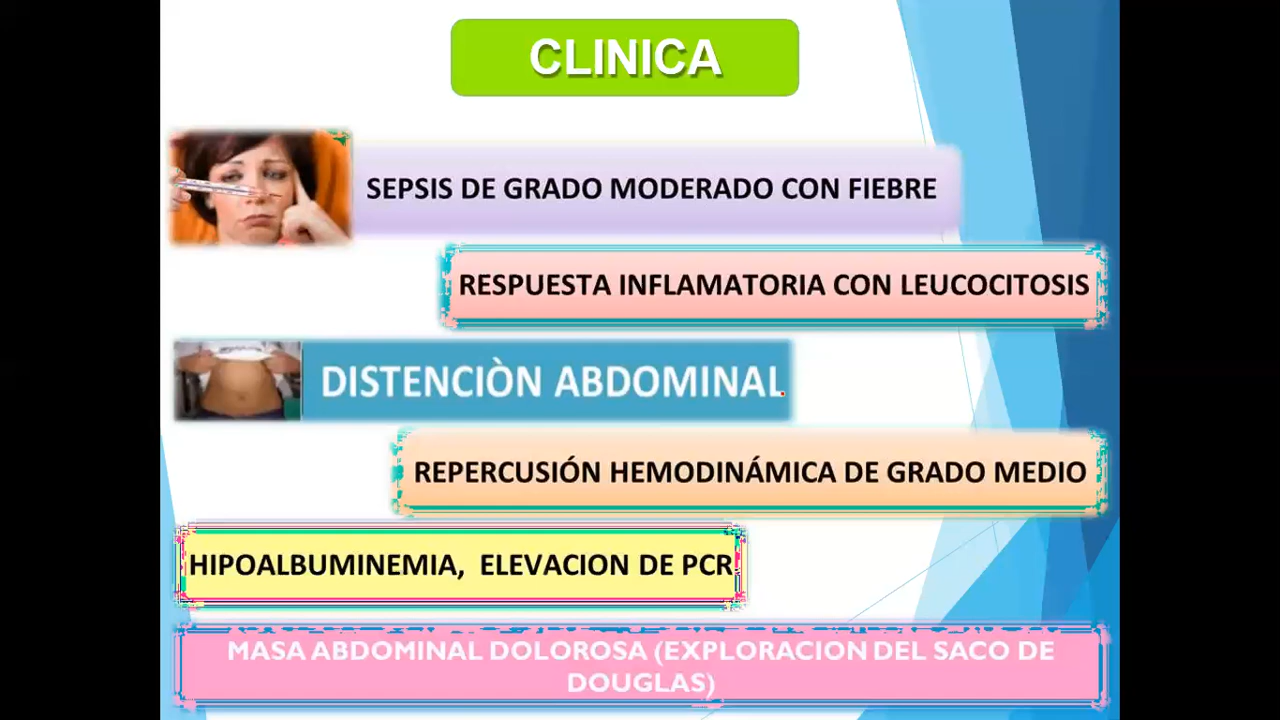 CLINICA
SEPSIS DE GRADO MODERADO CON FIEBRE
RESPUESTA INFLAMATORIA CON LEUCOCITOSIS
DISTENCIÒN ABDOMINAL
REPERCUSIÓN HEMODINÁMICA DE GRADO MEDIO
HIPOALBUMINEMIA, ELEVACION DE PCR
MASA ABDOMINAL DOLOROSA (EXPLORACION DEL SACO DE
DOUGLAS)